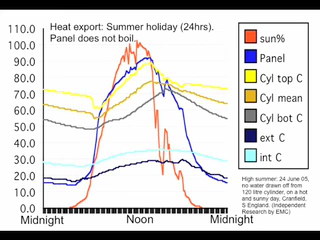 Heat export: Summer holiday (24hrs).
Panel does not boil.
110.0
100.0
90.0
80.0
70.0
60.0
50.0
40.0
30.0
20.0
10.0
0.0
Midnight
Noon
Midnight
sun%
Panel
Cyl top C
Cyl mean
Cyl bot C
ext C
int C
High summer: 24 June 05,
no water drawn off from
120 litre cylinder, on a hot
and sunny day, Cranfield,
S England. (Independent
Research by EMC)